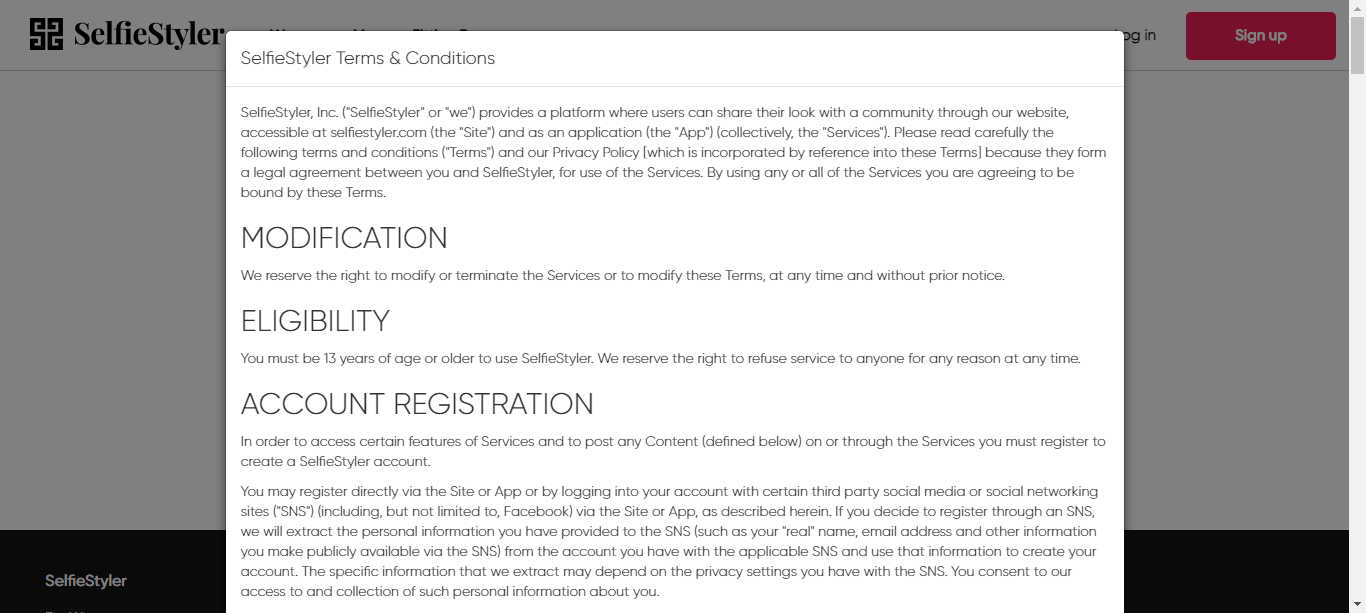 SelfieStyler
Sign up
SelfieStyler Terms & Conditions
SelfieStyler, Inc. ("SelfieStyler" or "we") provides a platform where users can share their look with a community through our website,
accessible at selfiestyler.com (the "Site") and as an application (the "App") (collectively, the "Services"). Please read carefully the
following terms and conditions ("Terms") and our Privacy Policy [which is incorporated by reference into these Terms] because they form
a legal agreement between you and SelfieStyler, for use of the Services. By using any or all of the Services you are agreeing to be
bound by these Terms.
MODIFICATION
We reserve the right to modify or terminate the Services or to modify these Terms, at any time and without prior notice.
ELIGIBILITY
You must be 13 years of age or older to use SelfieStyler. We reserve the right to refuse service to anyone for any reason at any time.
ACCOUNT REGISTRATION
In order to access certain features of Services and to post any Content (defined below) on or through the Services you must register to
create a SelfieStyler account.
You may register directly via the Site or App or by logging into your account with certain third party social media or social networking
sites ("SNS") (including, but not limited to, Facebook) via the Site or App, as described herein. If you decide to register through an SNS,
we will extract the personal information you have provided to the SNS (such as your "real" name, email address and other information
you make publicly available via the SNS) from the account you have with the applicable SNS and use that information to create your
account. The specific information that we extract may depend on the privacy settings you have with the SNS. You consent to our
access to and collection of such personal information about you.
SelfieStyler